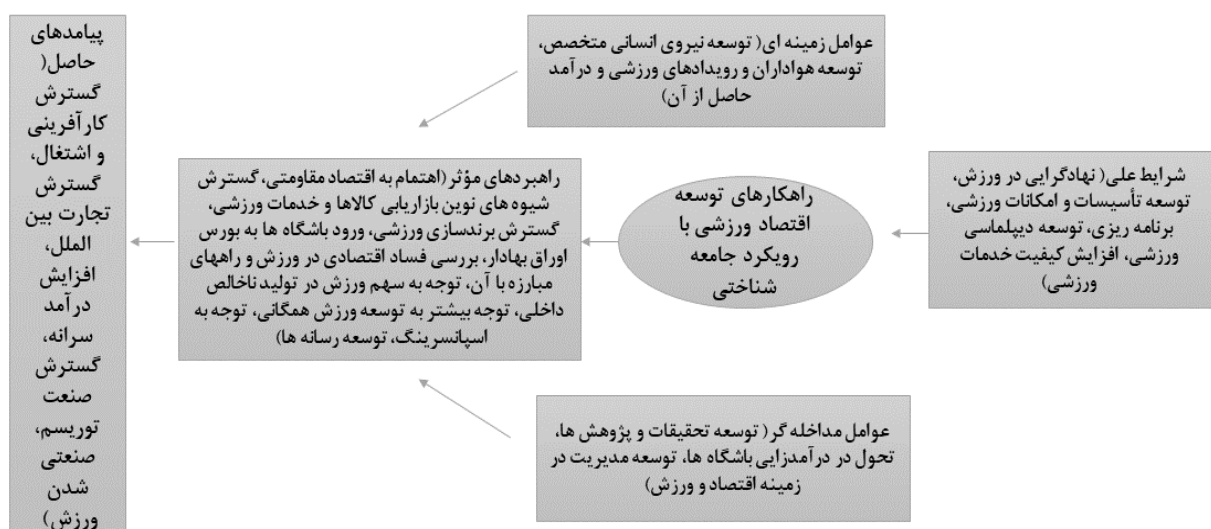 شرایط علی( نهادگرایی در ورزش،
توسعه تأسیسات و امکانات ورزشی،
برنامه ریزی، توسعه دیپلماسی
ورزشی، افزایش کیفیت خدمات
ورزشی)
راهکارهای توسعه
اقتصاد ورزشی با
رویکرد جامعه
شناختی
عوامل زمینه ای( توسعه نیروی انسانی متخصص،
توسعه هواداران و رویدادهای ورزشی و درآمد
حاصل از آن)
راهبردهای مؤثر(اهتمام به اقتصاد مقاومتی، گسترش
شیوه های نوین بازاریابی کالاها و خدمات ورزشی،
گسترش برندسازی ورزشی، ورود باشگاه ها به بورس
اوراق بهادار، بررسی فساد اقتصادی در ورزش و راههای
مبارزه با آن، توجه به سهم ورزش در تولید ناخالص
داخلی، توجه بیشتر به توسعه ورزش همگانی، توجه به
اسپانسرینگ، توسعه رسانه ها)
عوامل مداخله گر( توسعه تحقیقات و پژوهش ها،
تحول در درآمدزایی باشگاه ها، توسعه مدیریت در
زمینه اقتصاد و ورزش)
پیامدهای
حاصل(
گسترش
کارآفرینی
و اشتغال،
گسترش
تجارت بین
الملل،
افزایش
درآمد
سرانه،
گسترش
صنعت
توریسم،
صنعتی
شدن
ورزش)